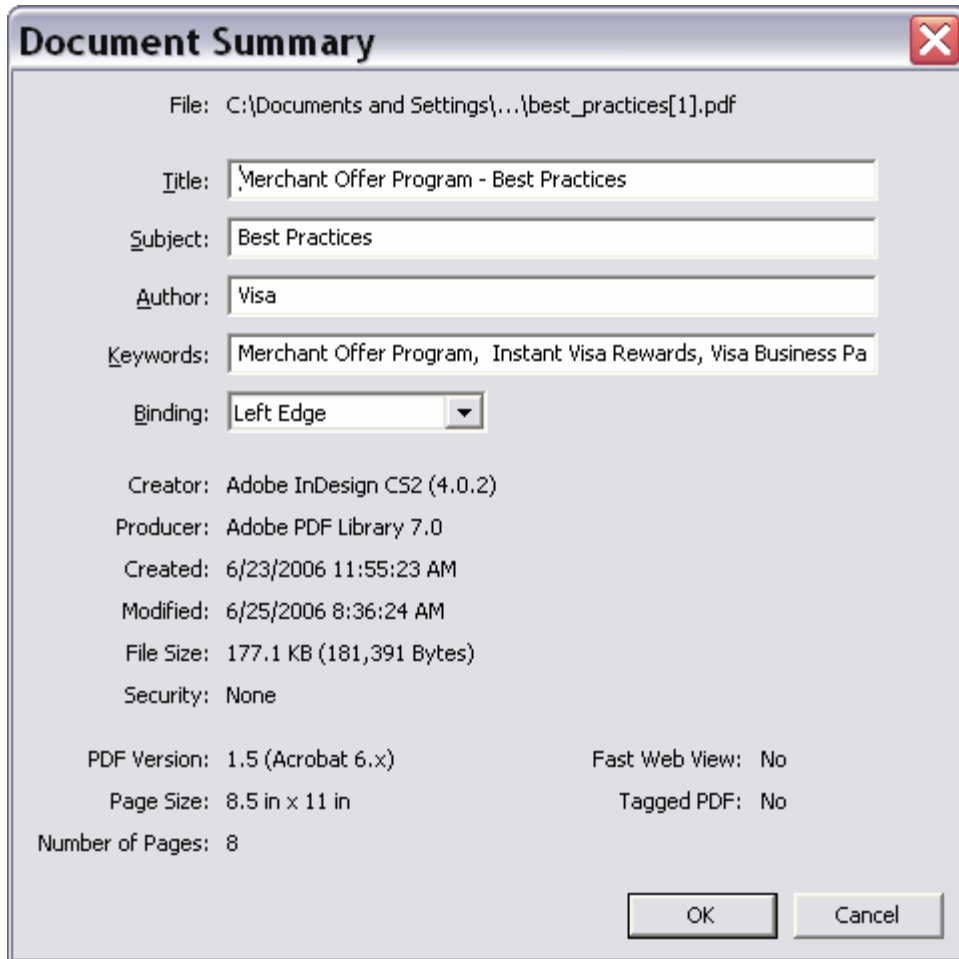 Document Summary
File: C:\Documents and Settings\...\best_practices[1].pdf
Title: Merchant Offer Program - Best Practices
Subject: Best Practices
Author: Visa
Keywords: Merchant Offer Program,  Instant Visa Rewards, Visa Business Pa
Binding: Left Edge
Creator: Adobe InDesign CS2 (4.0.2)
Producer: Adobe PDF Library 7.0
Created: 6/23/2006 11:55:23 AM
Modified: 6/25/2006 8:36:24 AM
File Size: 177.1 KB (181,391 Bytes)
Security: None
PDF Version: 1.5 (Acrobat 6.x) Fast Web View: No
Page Size: 8.5 in x 11 in Tagged PDF: No
Number of Pages: 8
OK Cancel